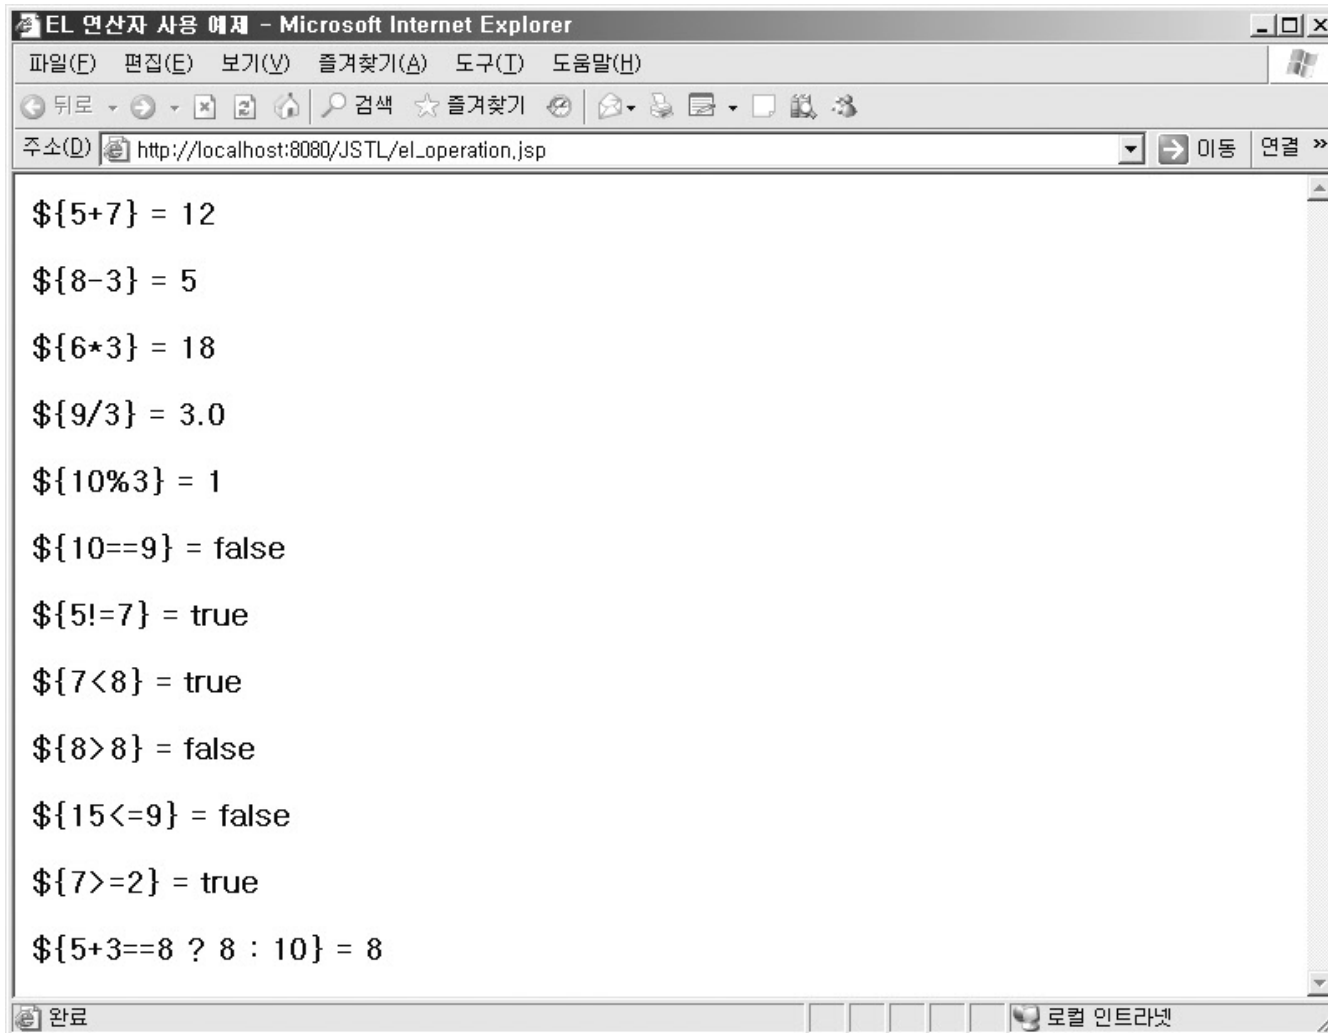 EL 연산자 사용 예제 - Microsoft Internet Explorer
파일(F) 편집(E) 보기(V) 즐겨찾기(A) 도구(T) 도움말(H)
뒤로 검색 즐겨찾기
주소(D) http://localhost:8080/JSTL/el_operation.jsp 이동 연결 »
${5+7} = 12
${8-3} = 5
${6*3} = 18
${9/3} = 3.0
${10%3} = 1
${10==9} = false
${5!=7} = true
${7<8} = true
${8>8} = false
${15<=9} = false
${7>=2} = true
${5+3==8 ? 8 : 10} = 8
완료 로컬 인트라넷